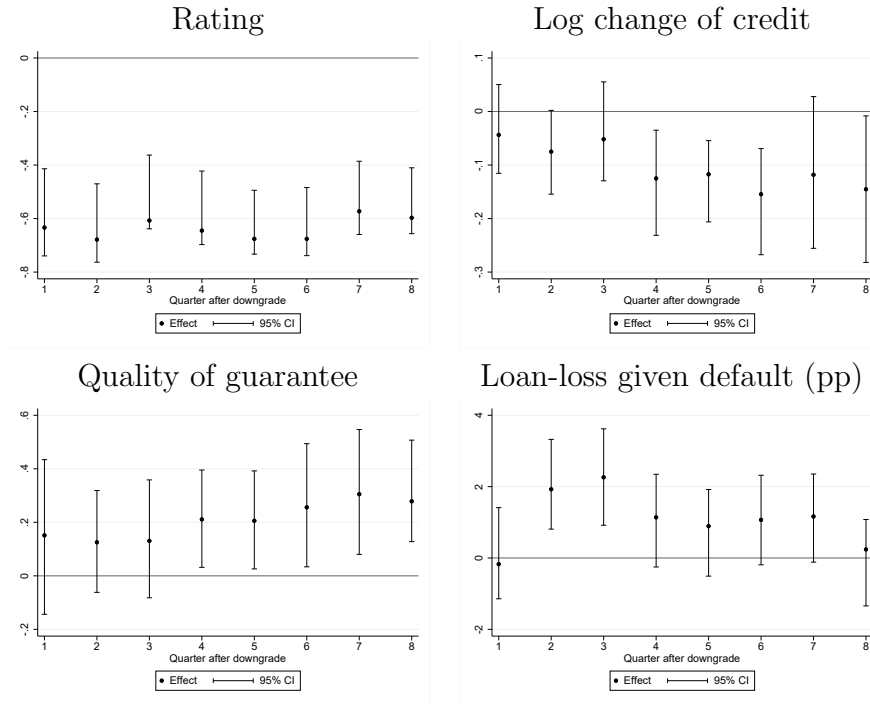 Rating
0
-.2
-.4
-.6
-.8
1 2 3 4 5 6 7 8
Quarter after downgrade
Effect 95% CI
Log change of credit
.1
0
-.1
-.2
-.3
1 2 3 4 5 6 7 8
Quarter after downgrade
Effect 95% CI
Quality of guarantee
.6
.4
.2
0
-.2
1 2 3 4 5 6 7 8
Quarter after downgrade
Effect 95% CI
Loan-loss given default (pp)
4
2
0
-2
1 2 3 4 5 6 7 8
Quarter after downgrade
Effect 95% CI